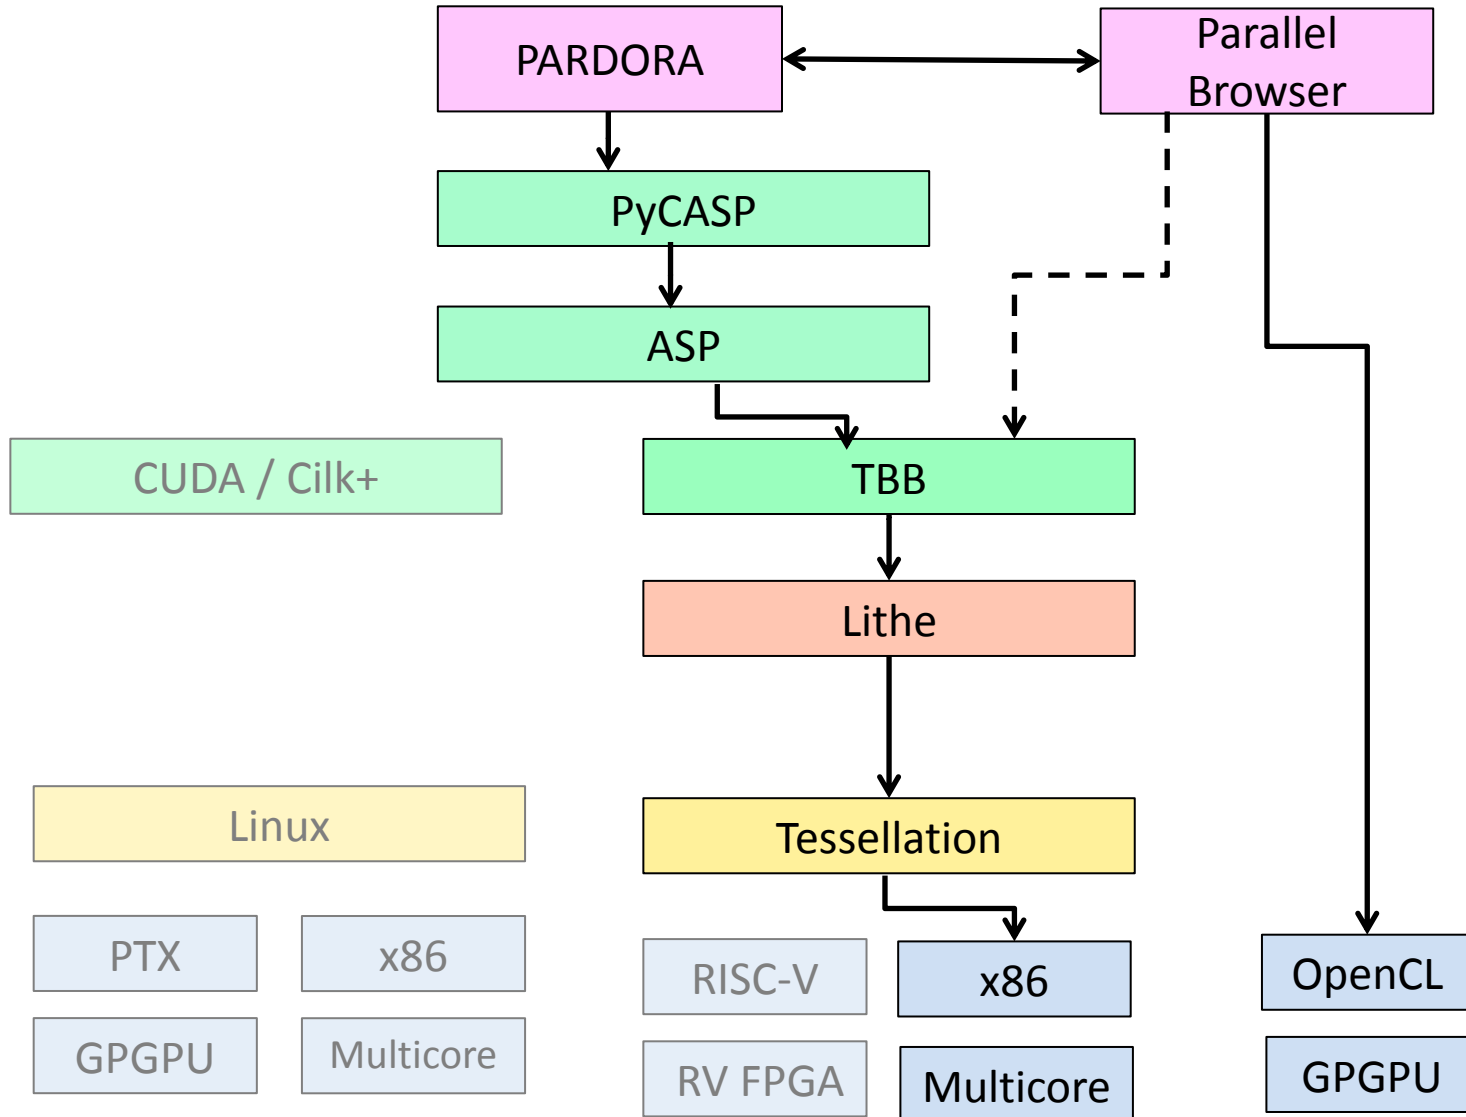 PARDORA
Parallel
Browser
PyCASP
ASP
CUDA / Cilk+
TBB
Lithe
Linux
Tessellation
PTX
x86
RISC-V
x86
OpenCL
GPGPU
Multicore
RV FPGA
Multicore
GPGPU